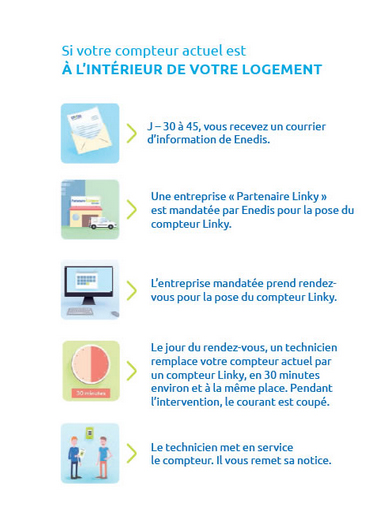 Si votre compteur actuel est
À L'INTÉRIEUR DE VOTRE LOGEMENT
J – 30 à 45, vous recevez un courrier
d'information de Enedis.
Une entreprise « Partenaire Linky »
est mandatée par Enedis pour la pose du
compteur Linky.
L'entreprise mandatée prend rendez-
vous pour la pose du compteur Linky.
Le jour du rendez-vous, un technicien
remplace votre compteur actuel par
un compteur Linky, en 30 minutes
environ et à la même place. Pendant
l'intervention, le courant est coupé.
30 minutes
Le technicien met en service
le compteur. Il vous remet sa notice.